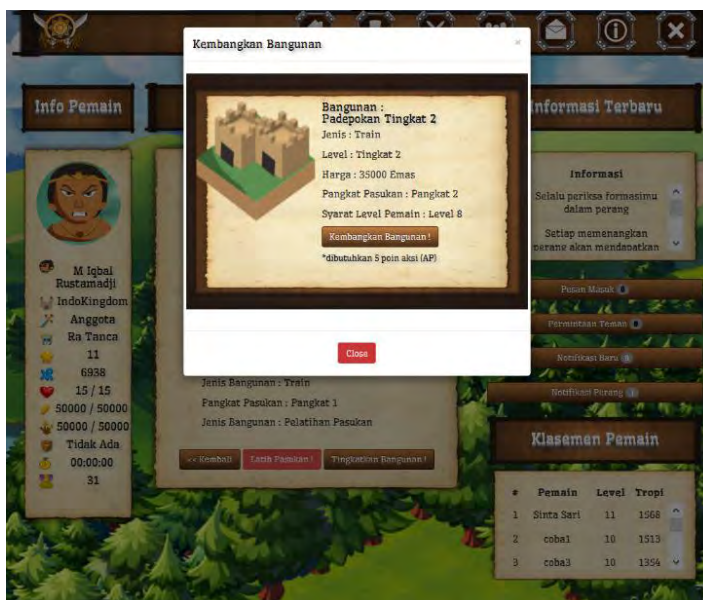 Kembangkan Bangunan
×
Bangunan :
Padepokan Tingkat 2
Jenis : Train
Level : Tingkat 2
Harga : 35000 Emas
Pangkat Pasukan : Pangkat 2
Syarat Level Pemain : Level 8
Kembangkan Bangunan !
*dibutuhkan 5 poin aksi (AP)
Close
Info Pemain
M Iqbal
Rustamadji
IndoKingdom
Anggota
Ra Tanca
11
6938
15 / 15
50000 / 50000
50000 / 50000
Tidak Ada
00:00:00
31
Jenis Bangunan : Train
Pangkat Pasukan : Pangkat 1
Jenis Bangunan : Pelatihan Pasukan
<< Kembali
Latih Pasukan !
Tingkatkan Bangunan !
Informasi Terbaru
Informasi
Selalu periksa formasimu
dalam perang
Setiap memenangkan
perang akan mendapatkan
Pesan Masuk
Permintaan Teman
Notifikasi Baru
Notifikasi Perang
Klasemen Pemain
# Pemain Level Tropi
1 Sinta Sari 11 1568
2 coba1 10 1513
3 coba3 10 1354